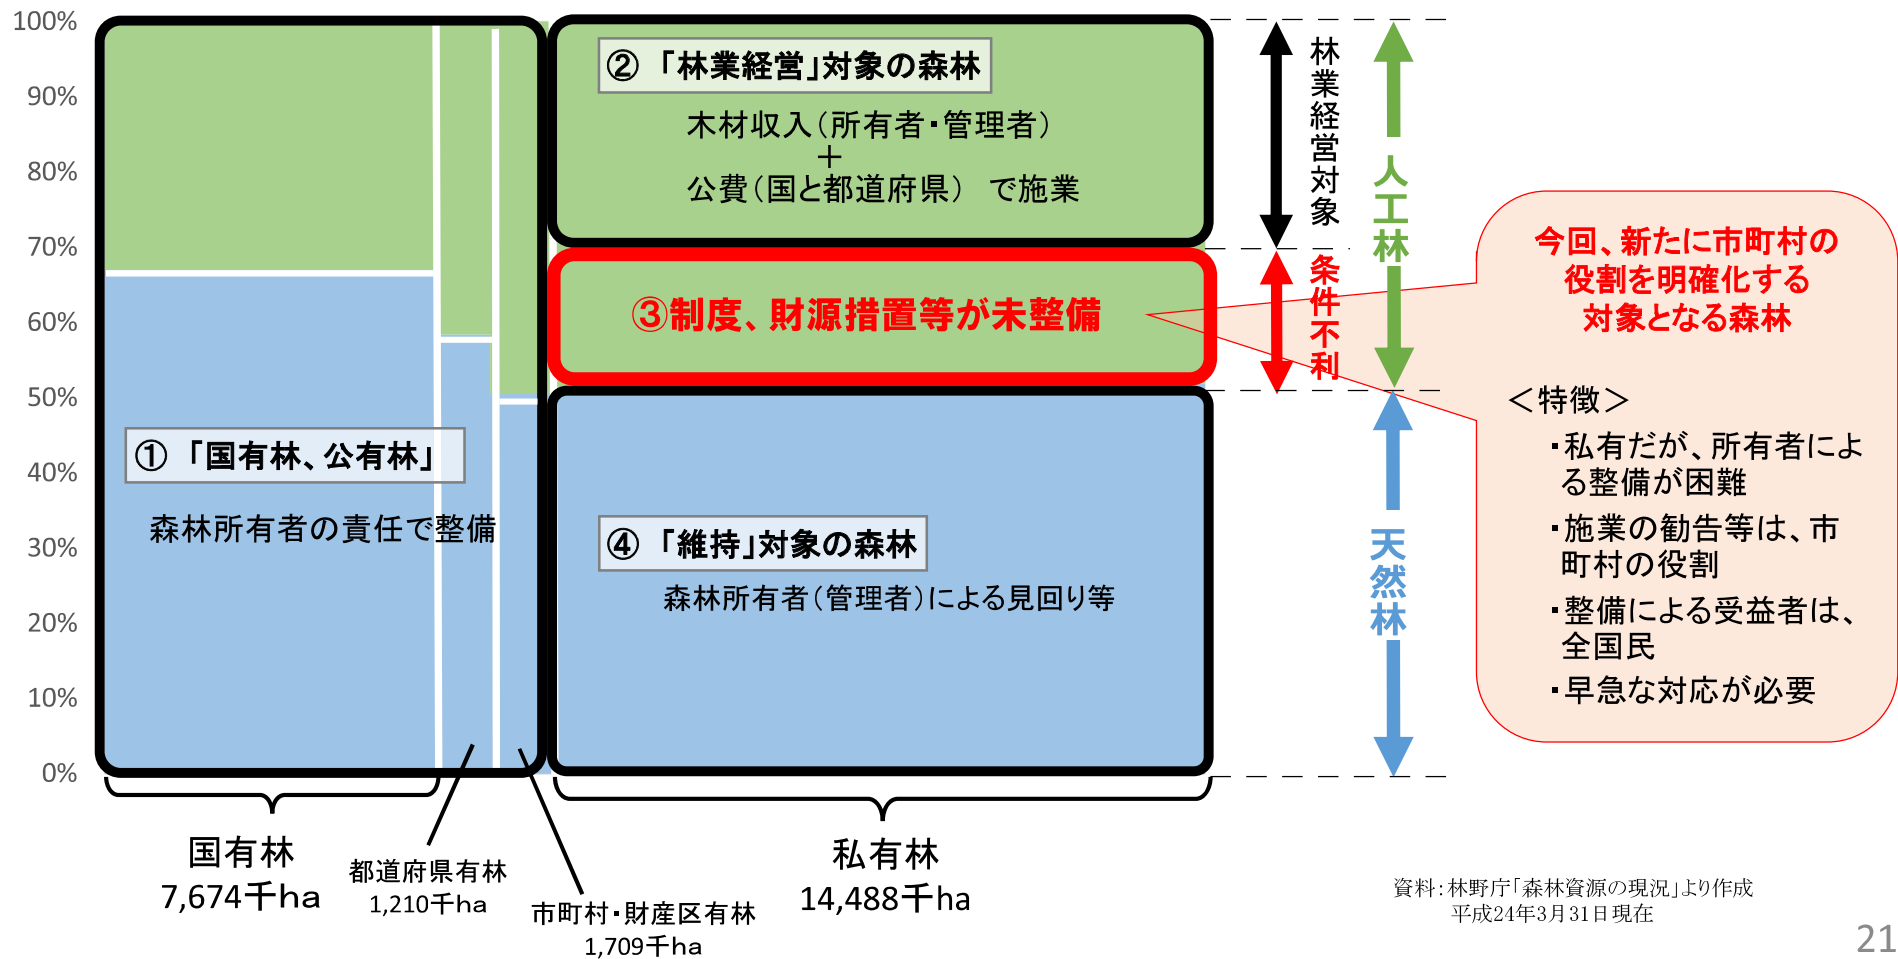 100%
90%
80%
70%
60%
50%
40%
30%
20%
10%
0%
①「国有林、公有林」
森林所有者の責任で整備
②「林業経営」対象の森林
木材収入(所有者・管理者)
＋
公費(国と都道府県) で施業
③制度、財源措置等が未整備
④「維持」対象の森林
森林所有者(管理者)による見回り等
林業経営対象
条件不利
人工林
天然林
今回、新たに市町村の
役割を明確化する
対象となる森林
＜特徴＞
・私有だが、所有者によ
る整備が困難
・施業の勧告等は、市
町村の役割
・整備による受益者は、
全国民
・早急な対応が必要
国有林
7,674千ha
都道府県有林
1,210千ha
市町村・財産区有林
1,709千ha
私有林
14,488千ha
資料：林野庁「森林資源の現況」より作成
平成24年3月31日現在
21